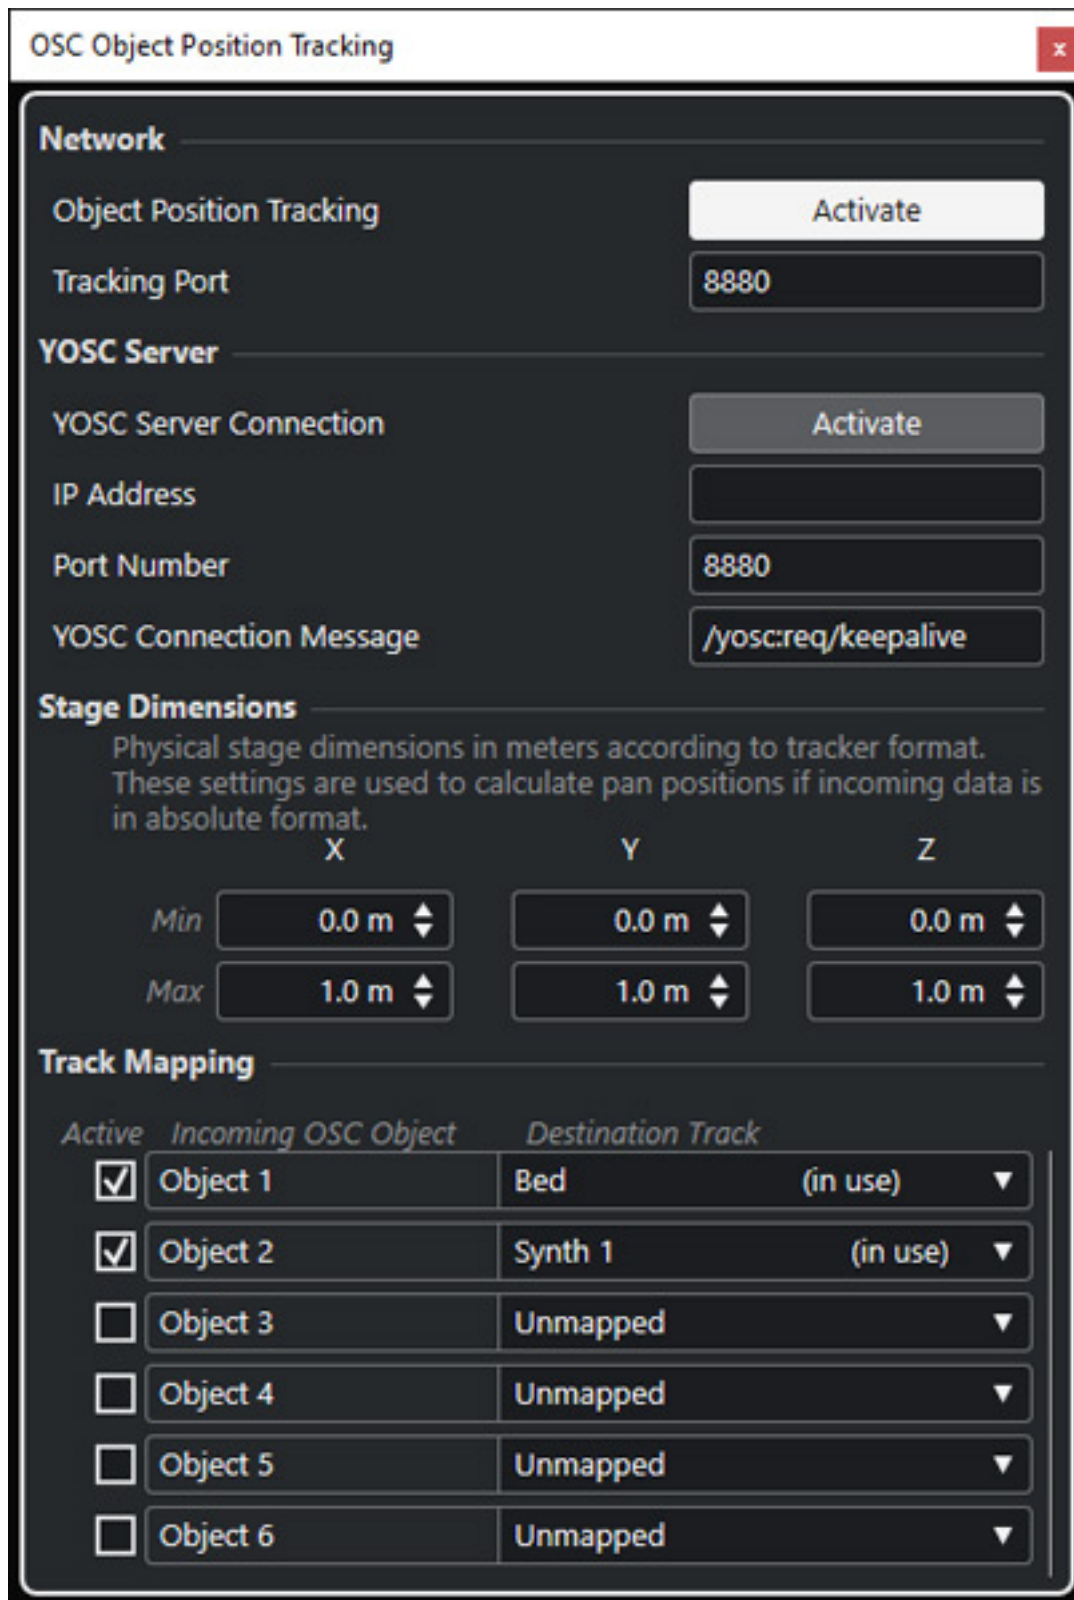 OSC Object Position Tracking
x
Network
Object Position Tracking Activate
Tracking Port 8880
YOSC Server
YOSC Server Connection Activate
IP Address
Port Number 8880
YOSC Connection Message /yosc:req/keepalive
Stage Dimensions
Physical stage dimensions in meters according to tracker format.
These settings are used to calculate pan positions if incoming data is
in absolute format.
X Y Z
Min 0.0 m 0.0 m 0.0 m
Max 1.0 m 1.0 m 1.0 m
Track Mapping
Active Incoming OSC Object Destination Track
Object 1 Bed (in use)
Object 2 Synth 1 (in use)
Object 3 Unmapped
Object 4 Unmapped
Object 5 Unmapped
Object 6 Unmapped